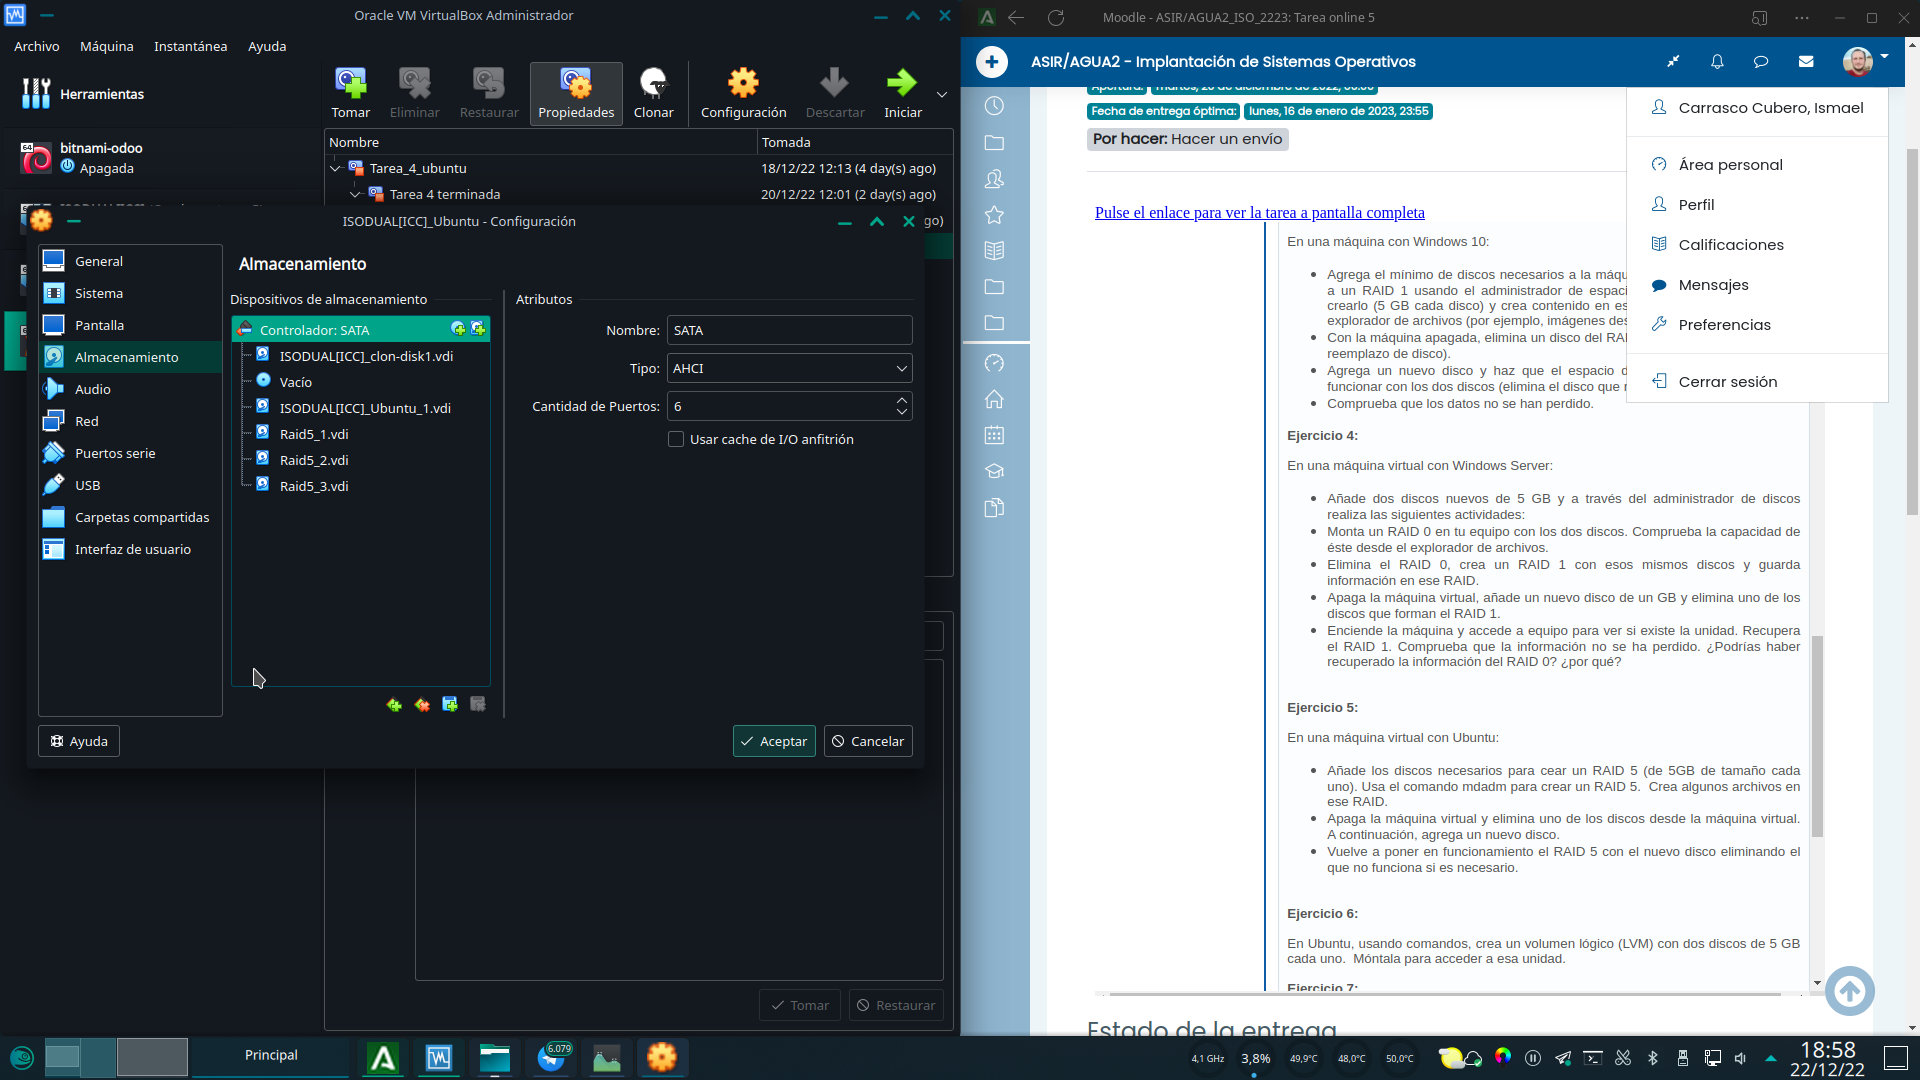 Oracle VM VirtualBox Administrador
Archivo Máquina Instantánea Ayuda
Herramientas
Tomar Eliminar Restaurar Propiedades Clonar Configuración Descartar Iniciar
64 bitnami-odoo
Apagada
Nombre Tomada
Tarea_4_ubuntu 18/12/22 12:13 (4 day(s) ago)
Tarea 4 terminada 20/12/22 12:01 (2 day(s) ago)
ago)
ISODUAL[ICC]_Ubuntu - Configuración
General
Sistema
Pantalla
Almacenamiento
Audio
Red
Puertos serie
USB
Carpetas compartidas
Interfaz de usuario
Almacenamiento
Dispositivos de almacenamiento
Controlador: SATA
ISODUAL[ICC]_clon-disk1.vdi
Vacío
ISODUAL[ICC]_Ubuntu_1.vdi
Raid5_1.vdi
Raid5_2.vdi
Raid5_3.vdi
Atributos
Nombre: SATA
Tipo: AHCI
Cantidad de Puertos: 6
Usar cache de I/O anfitrión
Ayuda Aceptar Cancelar
Tomar Restaurar
Moodle - ASIR/AGUA2_ISO_2223: Tarea online 5
ASIR/AGUA2 - Implantación de Sistemas Operativos
Apertura: martes, 20 de diciembre de 2022, 00:00
Fecha de entrega óptima: lunes, 16 de enero de 2023, 23:55
Por hacer: Hacer un envío
Carrasco Cubero, Ismael
Área personal
Perfil
Calificaciones
Mensajes
Preferencias
Cerrar sesión
Pulse el enlace para ver la tarea a pantalla completa
En una máquina con Windows 10:
Agrega el mínimo de discos necesarios a la máqu
a un RAID 1 usando el administrador de espaci
crearlo (5 GB cada disco) y crea contenido en es
explorador de archivos (por ejemplo, imágenes des
Con la máquina apagada, elimina un disco del RAI
reemplazo de disco).
Agrega un nuevo disco y haz que el espacio d
funcionar con los dos discos (elimina el disco que r
Comprueba que los datos no se han perdido.
Ejercicio 4:
En una máquina virtual con Windows Server:
Añade dos discos nuevos de 5 GB y a través del administrador de discos
realiza las siguientes actividades:
Monta un RAID 0 en tu equipo con los dos discos. Comprueba la capacidad de
éste desde el explorador de archivos.
Elimina el RAID 0, crea un RAID 1 con esos mismos discos y guarda
información en ese RAID.
Apaga la máquina virtual, añade un nuevo disco de un GB y elimina uno de los
discos que forman el RAID 1.
Enciende la máquina y accede a equipo para ver si existe la unidad. Recupera
el RAID 1. Comprueba que la información no se ha perdido. ¿Podrías haber
recuperado la información del RAID 0? ¿por qué?
Ejercicio 5:
En una máquina virtual con Ubuntu:
Añade los discos necesarios para cear un RAID 5 (de 5GB de tamaño cada
uno). Usa el comando mdadm para crear un RAID 5. Crea algunos archivos en
ese RAID.
Apaga la máquina virtual y elimina uno de los discos desde la máquina virtual.
A continuación, agrega un nuevo disco.
Vuelve a poner en funcionamiento el RAID 5 con el nuevo disco eliminando el
que no funciona si es necesario.
Ejercicio 6:
En Ubuntu, usando comandos, crea un volumen lógico (LVM) con dos discos de 5 GB
cada uno. Móntala para acceder a esa unidad.
Ejercicio 7:
Estado de la entrega
Principal
6.079
4,1 GHz 3,8% 49,9°C 48,0°C 50,0°C
18:58
22/12/22